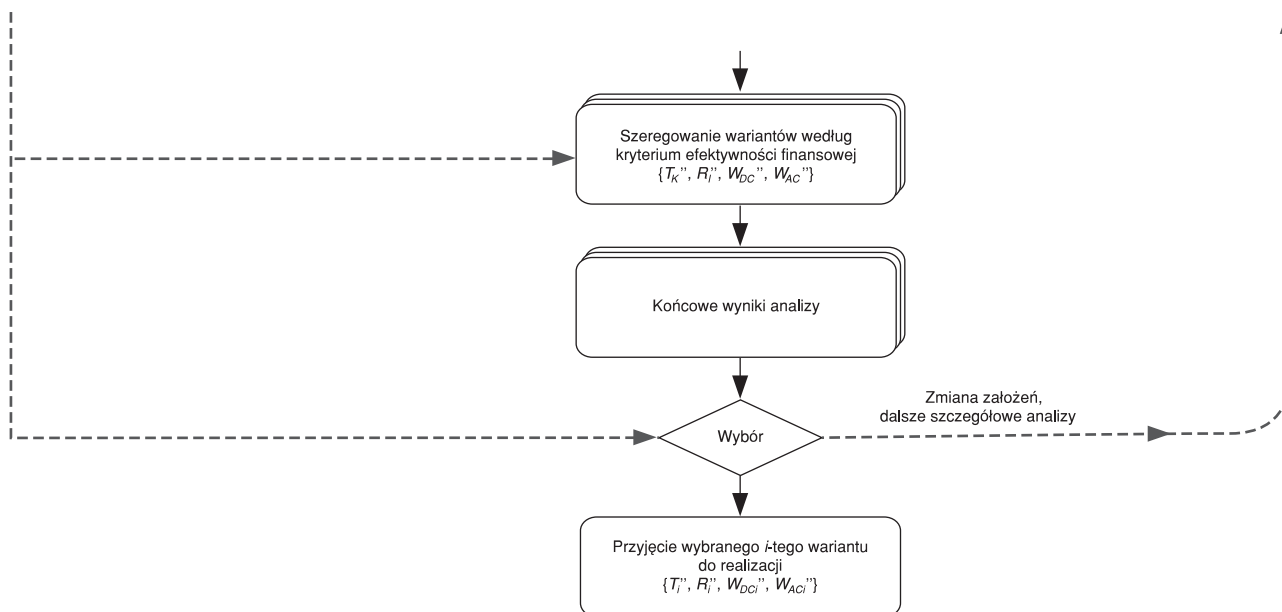 Szeregowanie wariantów według
kryterium efektywności finansowej
{T_K'', R_i'', W_DC'', W_AC''}
Końcowe wyniki analizy
Zmiana założeń,
dalsze szczegółowe analizy
Wybór
Przyjęcie wybranego i-tego wariantu
do realizacji
{T_i'', R_i'', W_DCi'', W_ACi''}